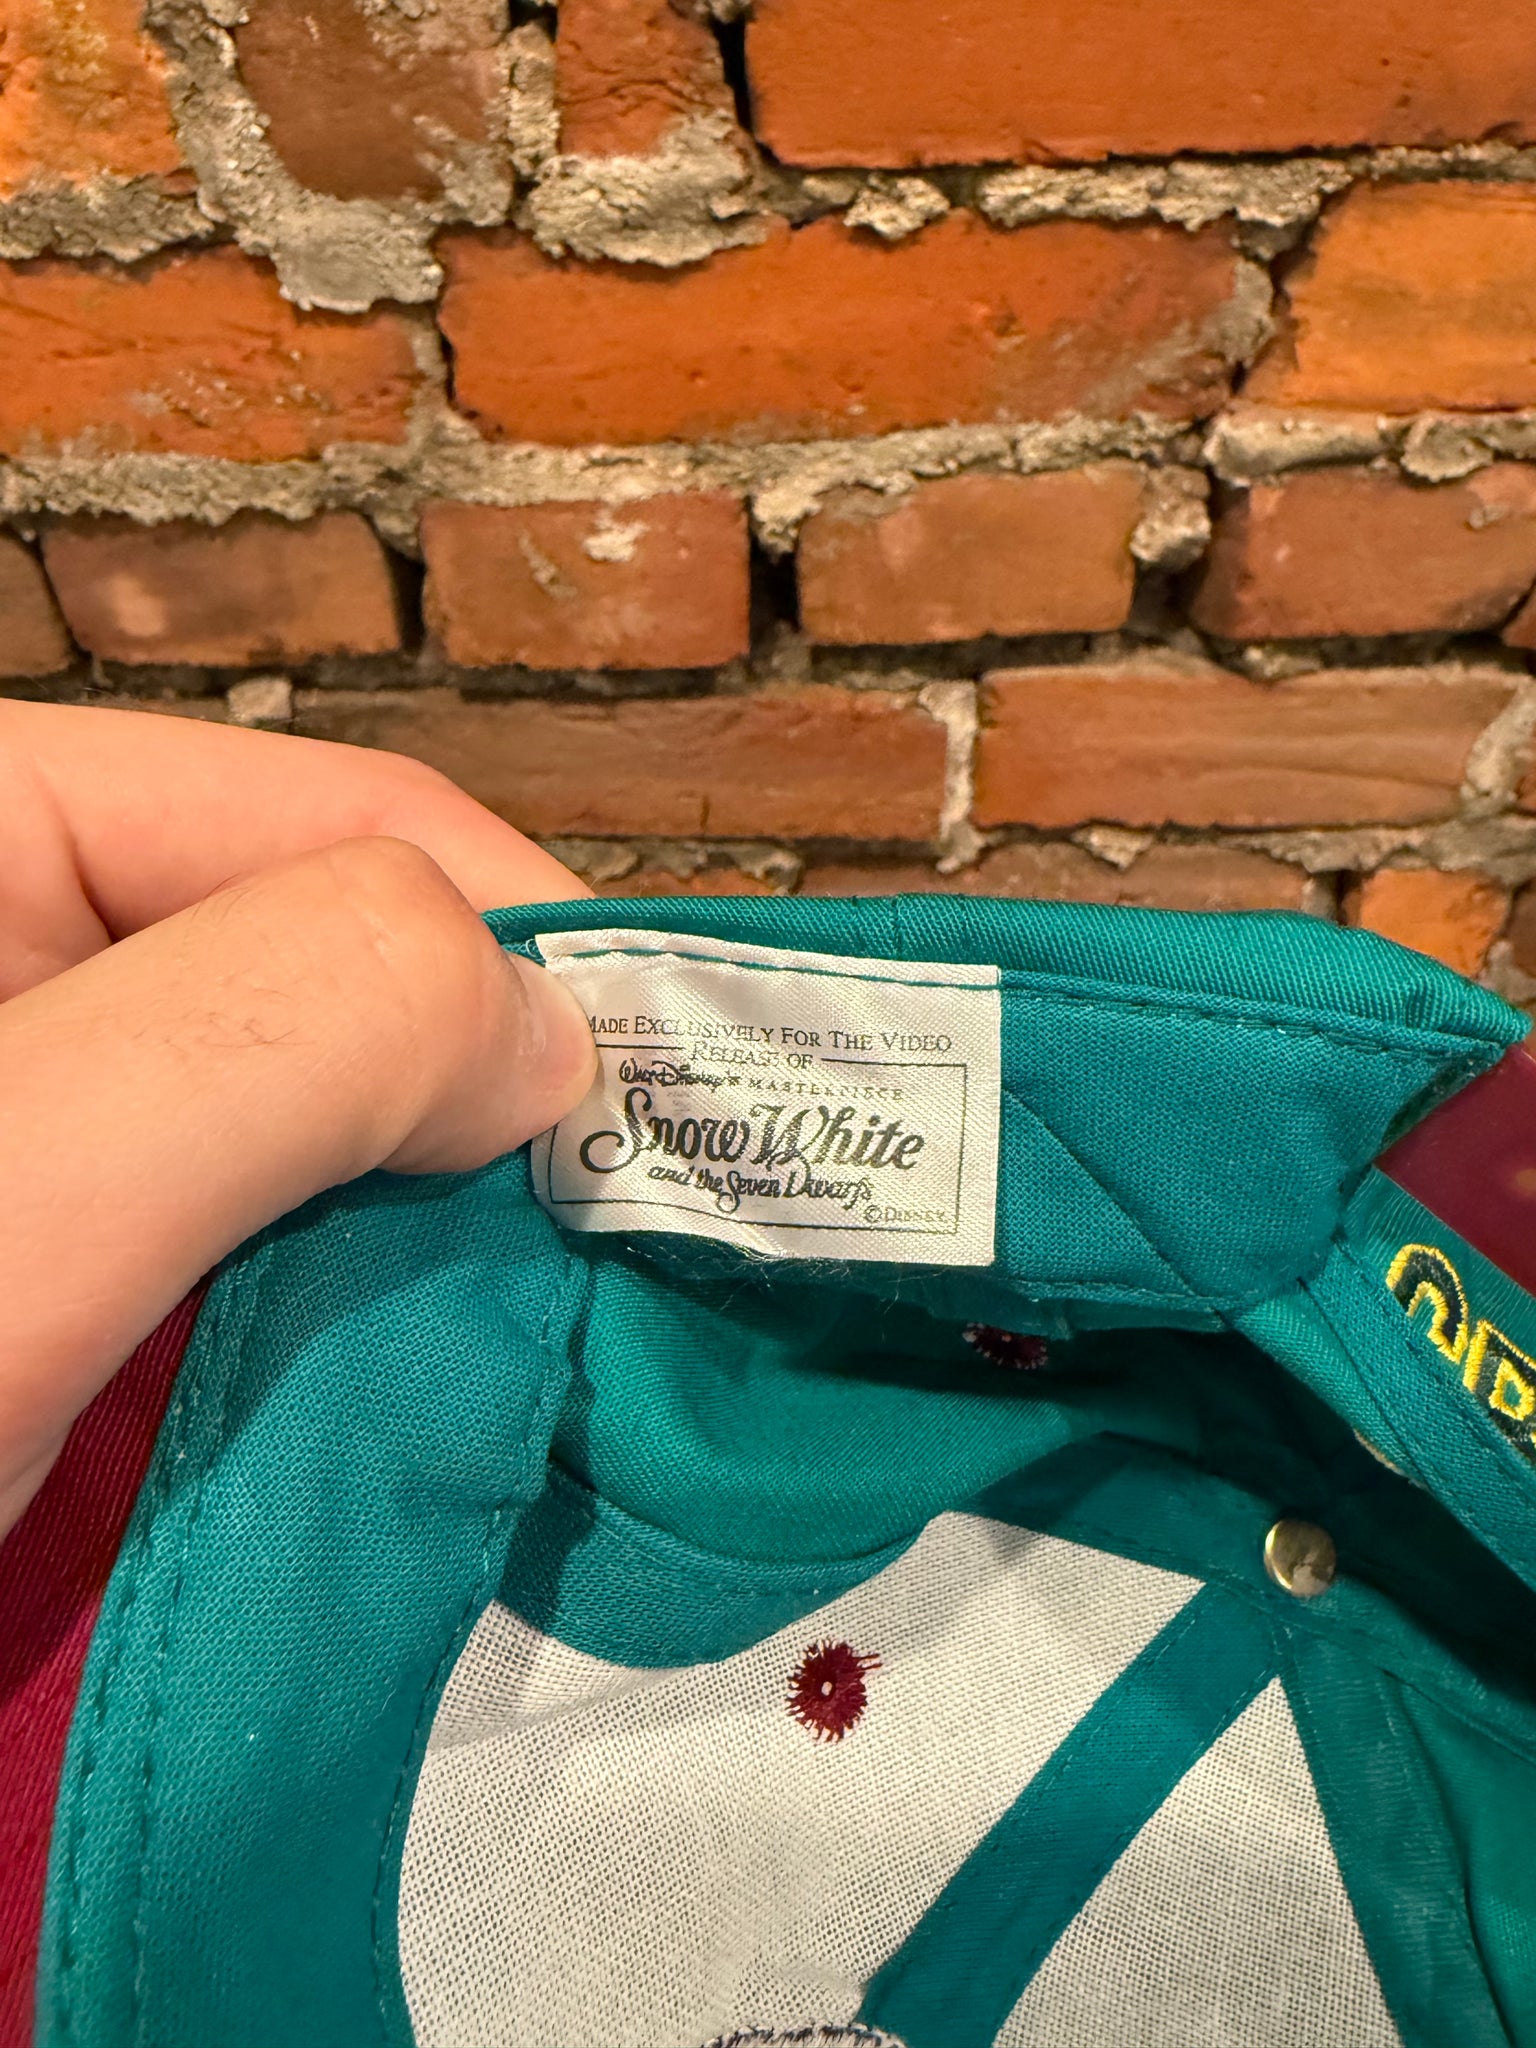 MADE EXCLUSIVELY FOR THE VIDEO
RELEASE OF
Walt Disney's MASTERPIECE
Snow White
and the Seven Dwarfs
© DISNEY